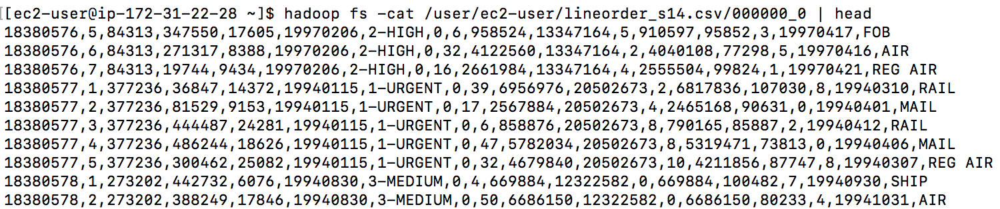 [[ec2-user@ip-172-31-22-28 ~]$ hadoop fs -cat /user/ec2-user/lineorder_s14.csv/000000_0 | head
18380576,5,84313,347550,17605,19970206,2-HIGH,0,6,958524,13347164,5,910597,95852,3,19970417,FOB
18380576,6,84313,271317,8388,19970206,2-HIGH,0,32,4122560,13347164,2,4040108,77298,5,19970416,AIR
18380576,7,84313,19744,9434,19970206,2-HIGH,0,16,2661984,13347164,4,2555504,99824,1,19970421,REG AIR
18380577,1,377236,36847,14372,19940115,1-URGENT,0,39,6956976,20502673,2,6817836,107030,8,19940310,RAIL
18380577,2,377236,81529,9153,19940115,1-URGENT,0,17,2567884,20502673,4,2465168,90631,0,19940401,MAIL
18380577,3,377236,444487,24281,19940115,1-URGENT,0,6,858876,20502673,8,790165,85887,2,19940412,RAIL
18380577,4,377236,486244,18626,19940115,1-URGENT,0,47,5782034,20502673,8,5319471,73813,0,19940406,MAIL
18380577,5,377236,300462,25082,19940115,1-URGENT,0,32,4679840,20502673,10,4211856,87747,8,19940307,REG AIR
18380578,1,273202,442732,6076,19940830,3-MEDIUM,0,4,669884,12322582,0,669884,100482,7,19940930,SHIP
18380578,2,273202,388249,17846,19940830,3-MEDIUM,0,50,6686150,12322582,0,6686150,80233,4,19941031,AIR